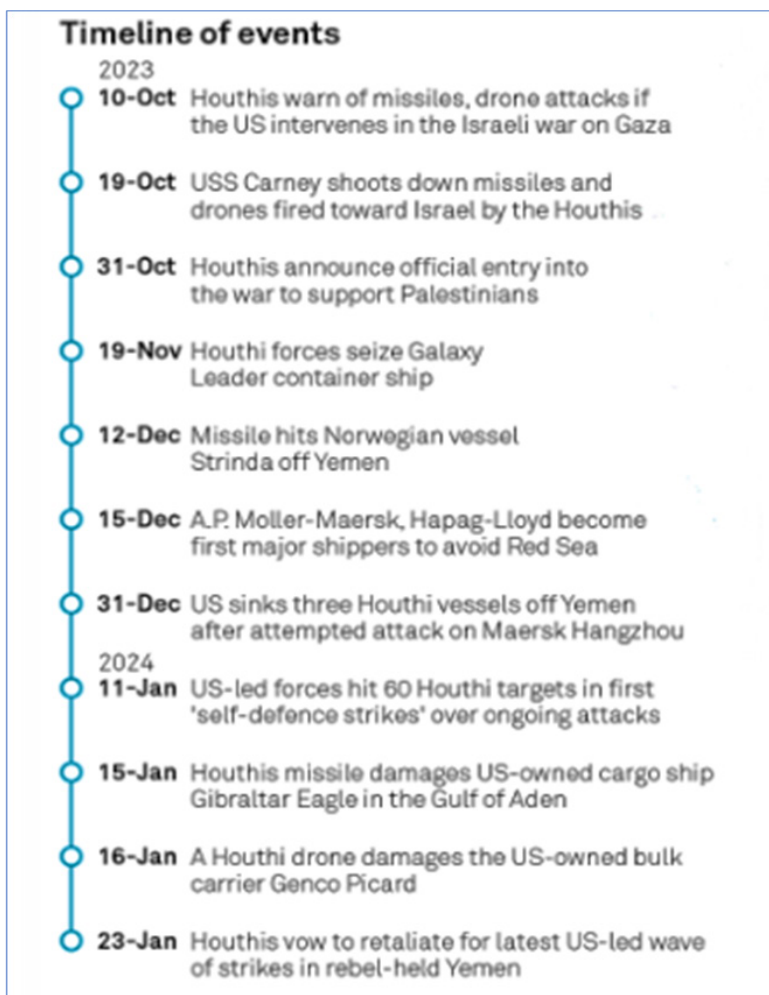 Timeline of events
2023
10-Oct Houthis warn of missiles, drone attacks if
the US intervenes in the Israeli war on Gaza
19-Oct USS Carney shoots down missiles and
drones fired toward Israel by the Houthis
31-Oct Houthis announce official entry into
the war to support Palestinians
19-Nov Houthi forces seize Galaxy
Leader container ship
12-Dec Missile hits Norwegian vessel
Strinda off Yemen
15-Dec A.P. Moller-Maersk, Hapag-Lloyd become
first major shippers to avoid Red Sea
31-Dec US sinks three Houthi vessels off Yemen
after attempted attack on Maersk Hangzhou
2024
11-Jan US-led forces hit 60 Houthi targets in first
'self-defence strikes' over ongoing attacks
15-Jan Houthis missile damages US-owned cargo ship
Gibraltar Eagle in the Gulf of Aden
16-Jan A Houthi drone damages the US-owned bulk
carrier Genco Picard
23-Jan Houthis vow to retaliate for latest US-led wave
of strikes in rebel-held Yemen